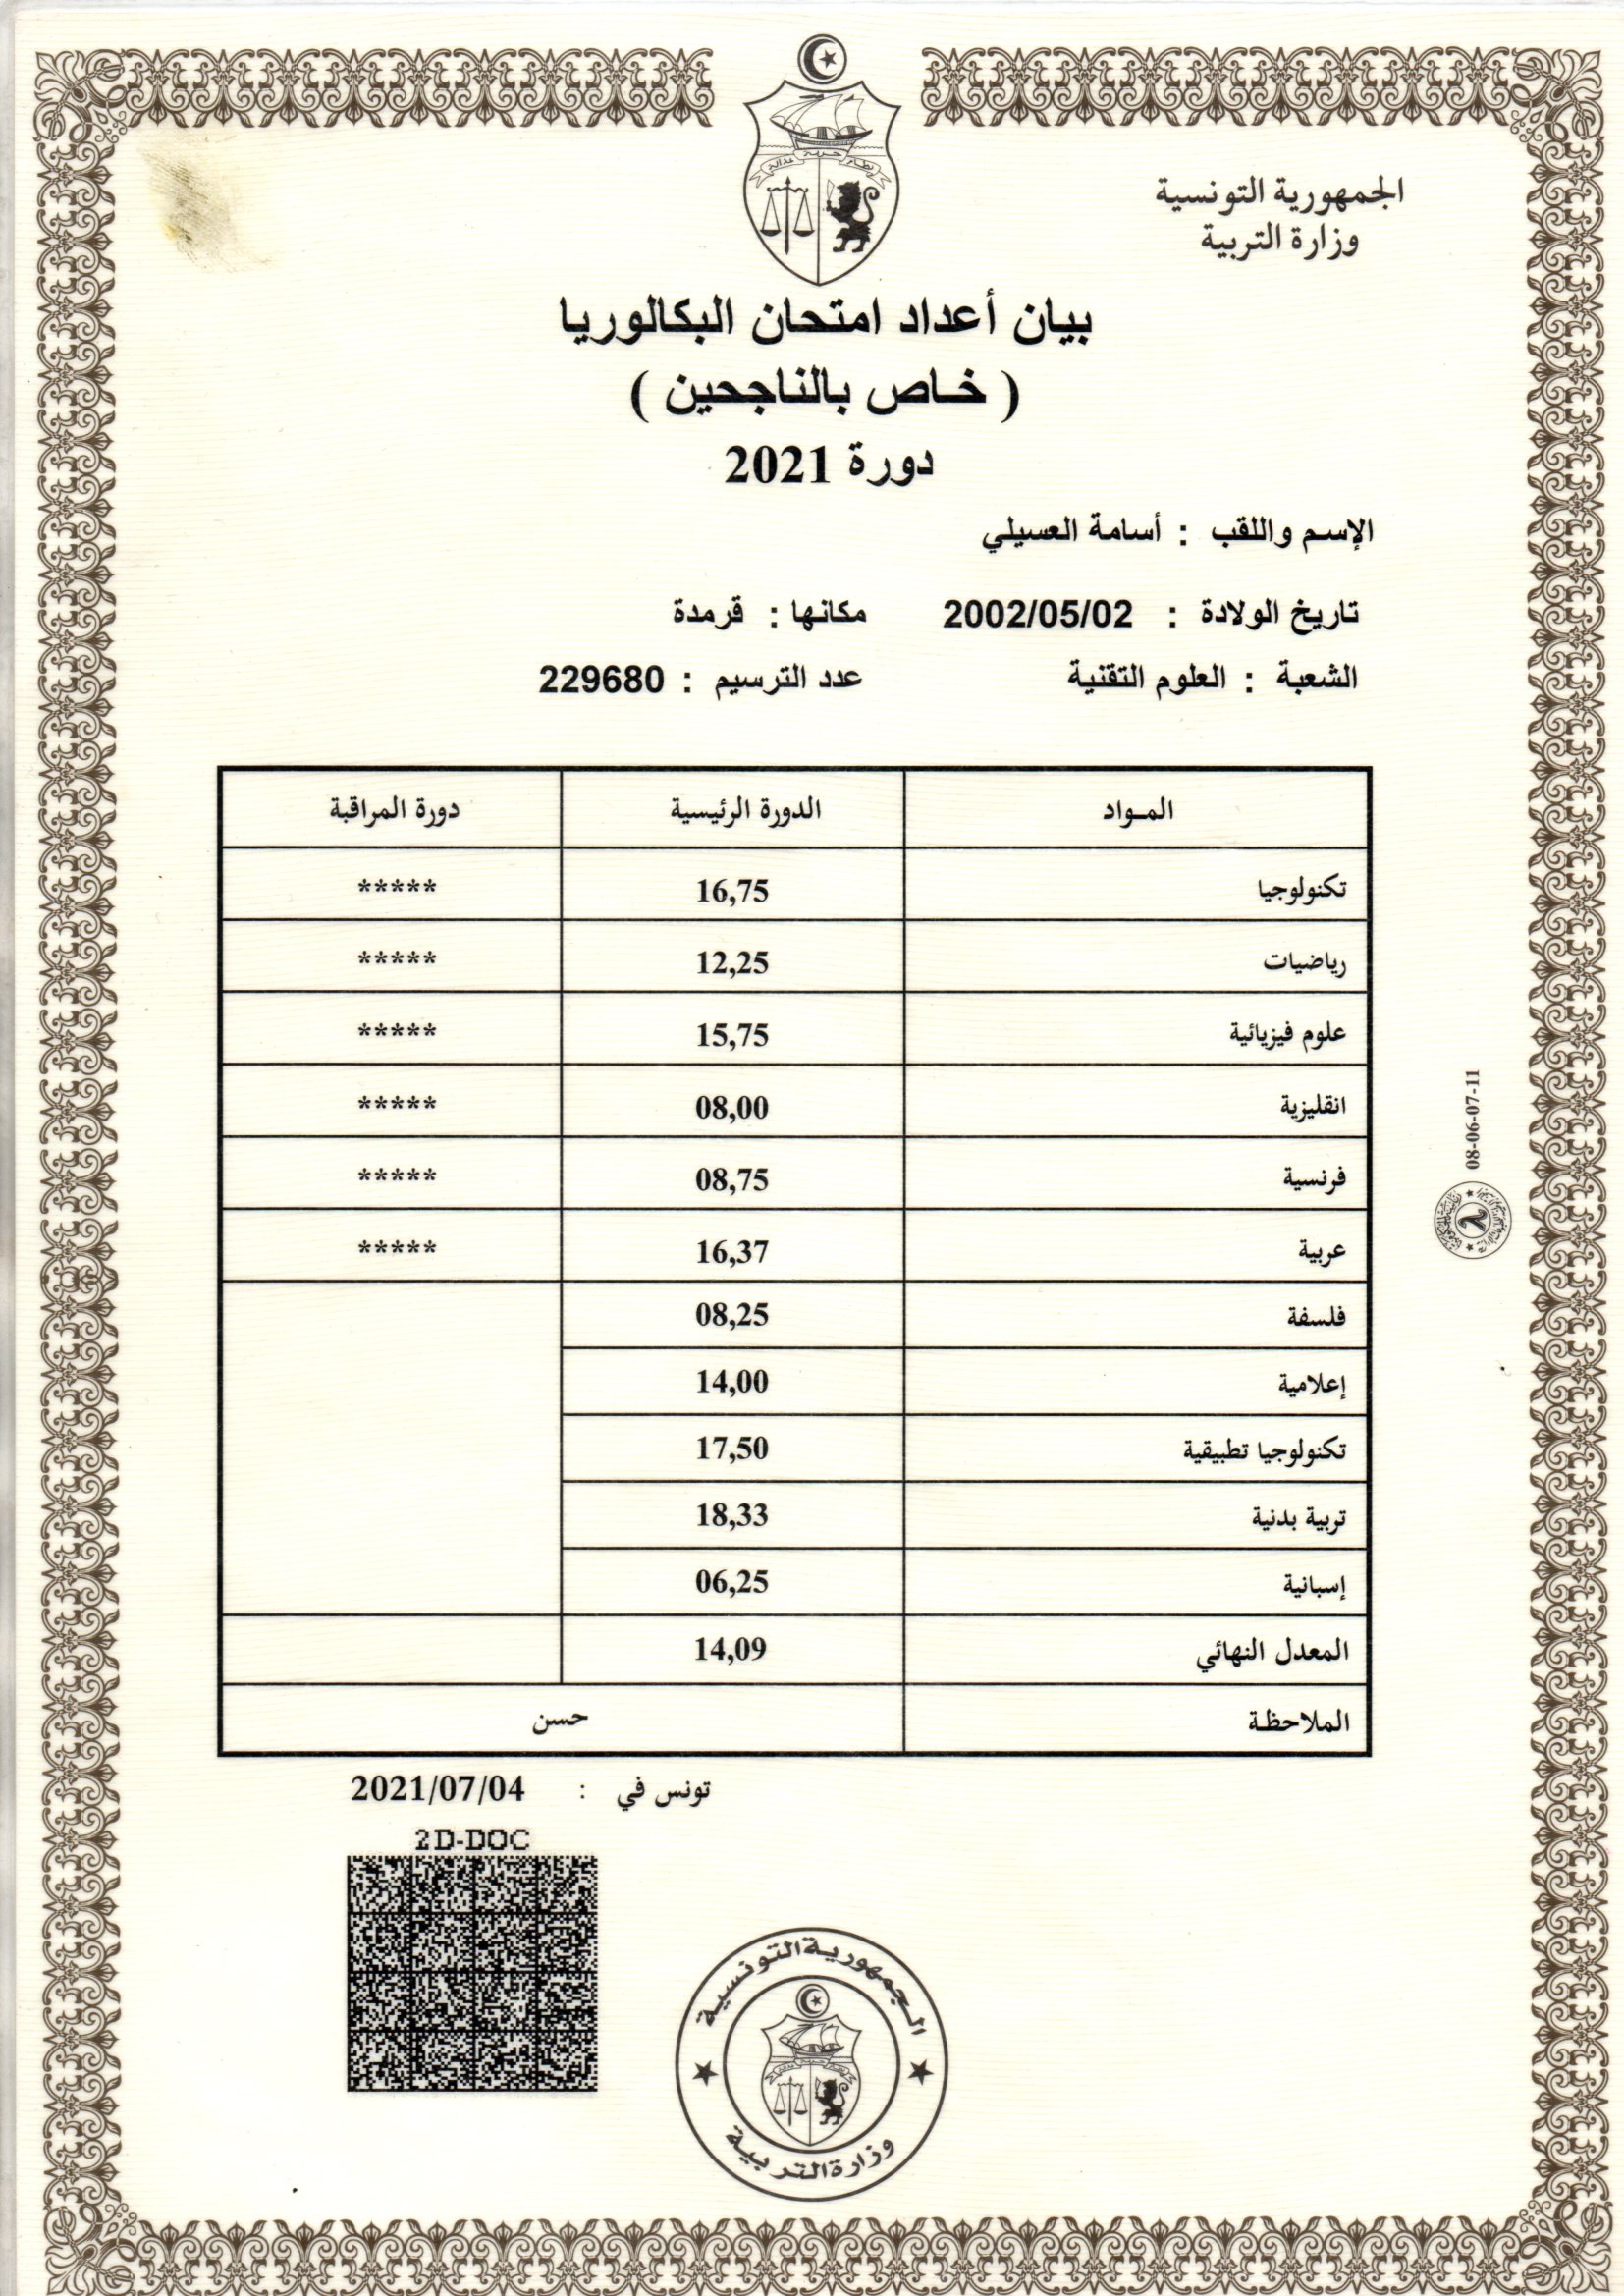 نظام حرية عدالة
الجمهورية التونسية
وزارة التربية
بيان أعداد امتحان البكالوريا
( خاص بالناجحين )
دورة 2021
الإسم واللقب : أسامة العسيلي
تاريخ الولادة : 2002/05/02 مكانها : قرمدة
الشعبة : العلوم التقنية عدد الترسيم : 229680
المواد الدورة الرئيسية دورة المراقبة
تكنولوجيا 16,75 *****
رياضيات 12,25 *****
علوم فيزيائية 15,75 *****
انقليزية 08,00 *****
فرنسية 08,75 *****
عربية 16,37 *****
فلسفة 08,25
إعلامية 14,00
تكنولوجيا تطبيقية 17,50
تربية بدنية 18,33
إسبانية 06,25
المعدل النهائي 14,09
الملاحظة حسن
08-06-07-11
تونس في : 2021/07/04
2D-DOC
الجمهورية التونسية
وزارة التربية